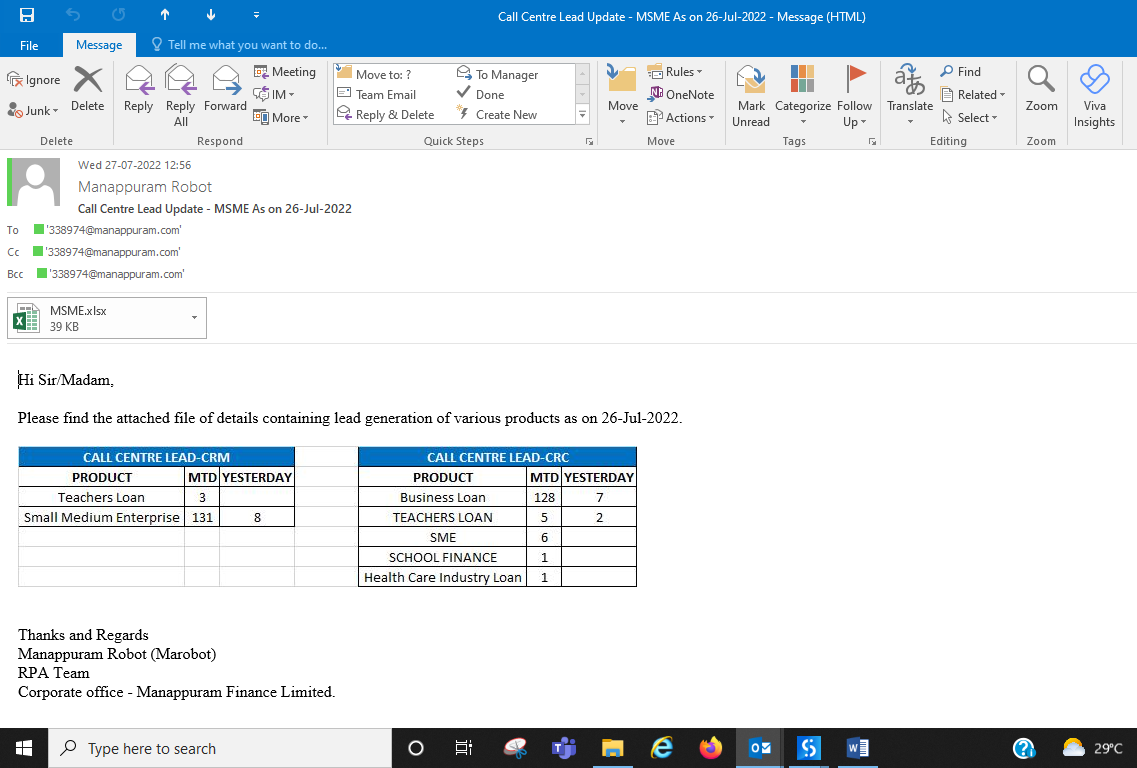 Call Centre Lead Update - MSME As on 26-Jul-2022 - Message (HTML)
File Message Tell me what you want to do...
Ignore
Junk
Delete
Delete
Reply
Reply All
Forward
Meeting
IM
More
Respond
Move to: ? To Manager
Team Email Done
Reply & Delete Create New
Quick Steps
Move
Rules
OneNote
Actions
Move
Mark Unread
Categorize
Follow Up
Tags
Translate
Find
Related
Select
Editing
Zoom
Zoom
Viva Insights
Wed 27-07-2022 12:56
Manappuram Robot
Call Centre Lead Update - MSME As on 26-Jul-2022
To '338974@manappuram.com'
Cc '338974@manappuram.com'
Bcc '338974@manappuram.com'
MSME.xlsx
39 KB
Hi Sir/Madam,
Please find the attached file of details containing lead generation of various products as on 26-Jul-2022.
CALL CENTRE LEAD-CRM
PRODUCT MTD YESTERDAY
Teachers Loan 3
Small Medium Enterprise 131 8
CALL CENTRE LEAD-CRC
PRODUCT MTD YESTERDAY
Business Loan 128 7
TEACHERS LOAN 5 2
SME 6
SCHOOL FINANCE 1
Health Care Industry Loan 1
Thanks and Regards
Manappuram Robot (Marobot)
RPA Team
Corporate office - Manappuram Finance Limited.
Type here to search
29°C